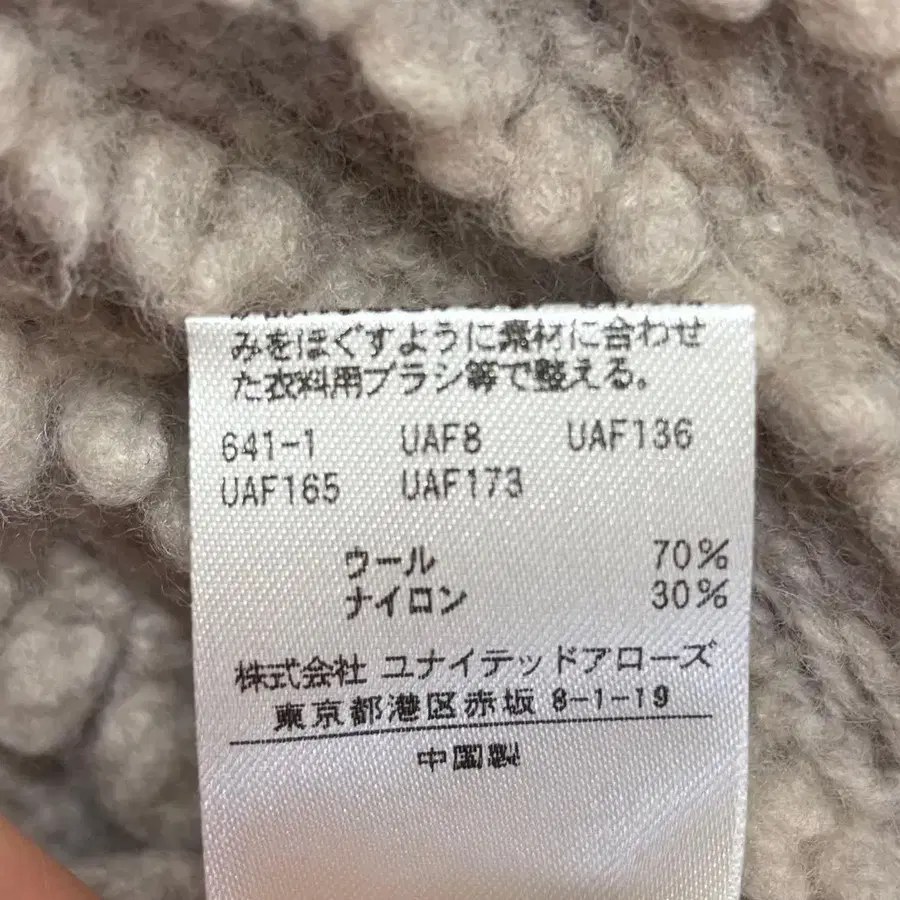 みをほぐすように素材に合わせ
た衣料用ブラシ等で整える。
641-1 UAF8 UAF136
UAF165 UAF173
ウール 70%
ナイロン 30%
株式会社 ユナイテッドアローズ
東京都港区赤坂 8-1-19
中国製